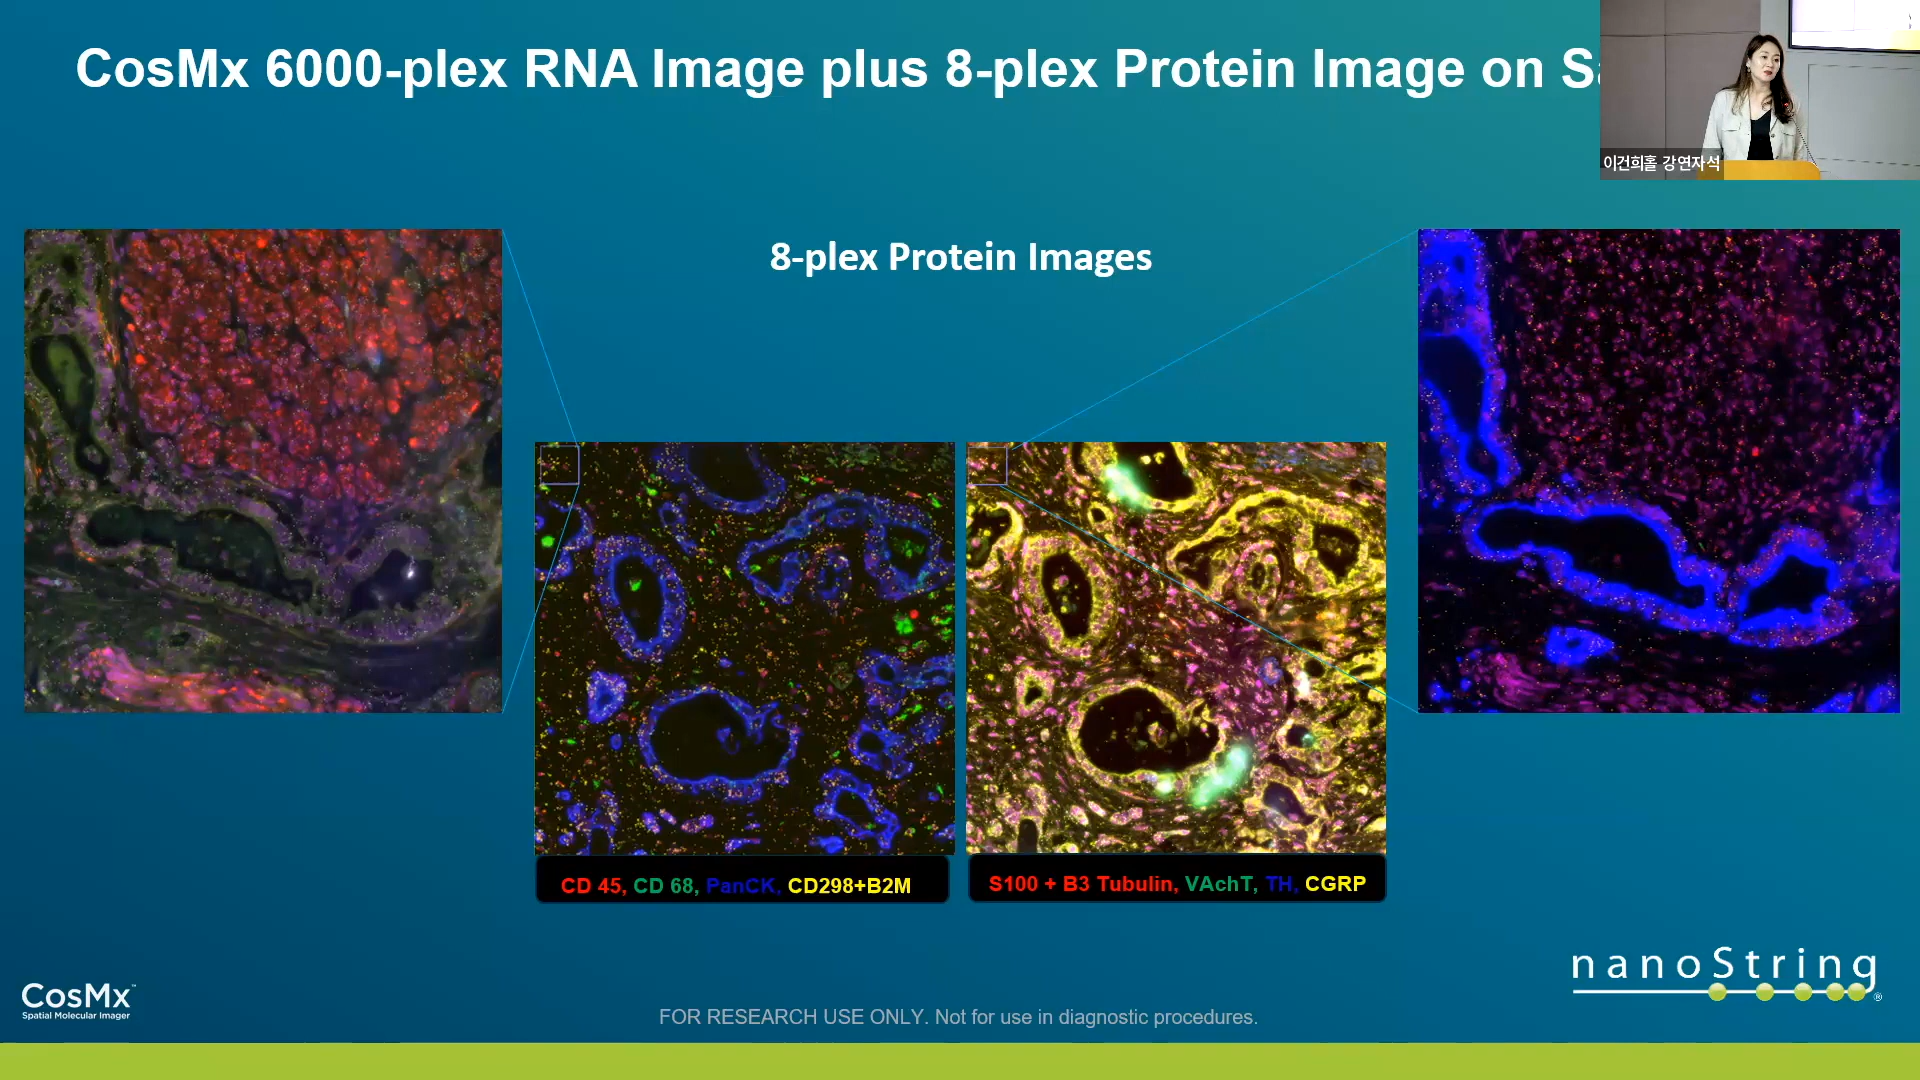 CosMx 6000-plex RNA Image plus 8-plex Protein Image on
이건희홀 강연자석
8-plex Protein Images
CD 45, CD 68, PanCK, CD298+B2M
S100 + B3 Tubulin, VAchT, TH, CGRP
nanoString®
CosMx™
Spatial Molecular Imager
FOR RESEARCH USE ONLY. Not for use in diagnostic procedures.